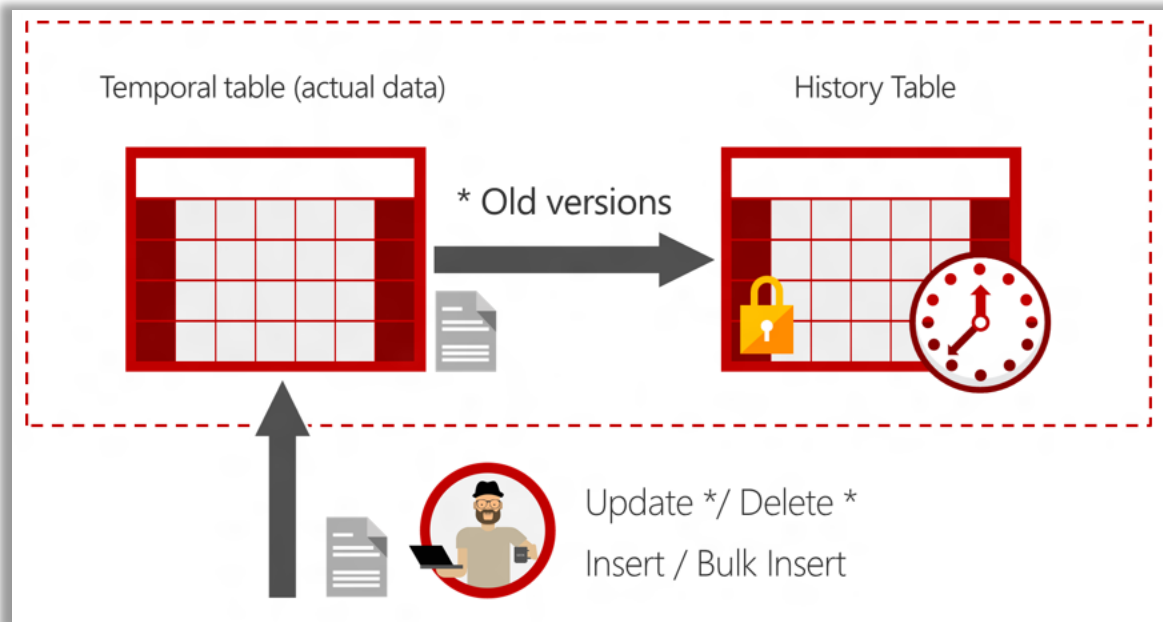 Temporal table (actual data)
History Table
* Old versions
Update */ Delete *
Insert / Bulk Insert